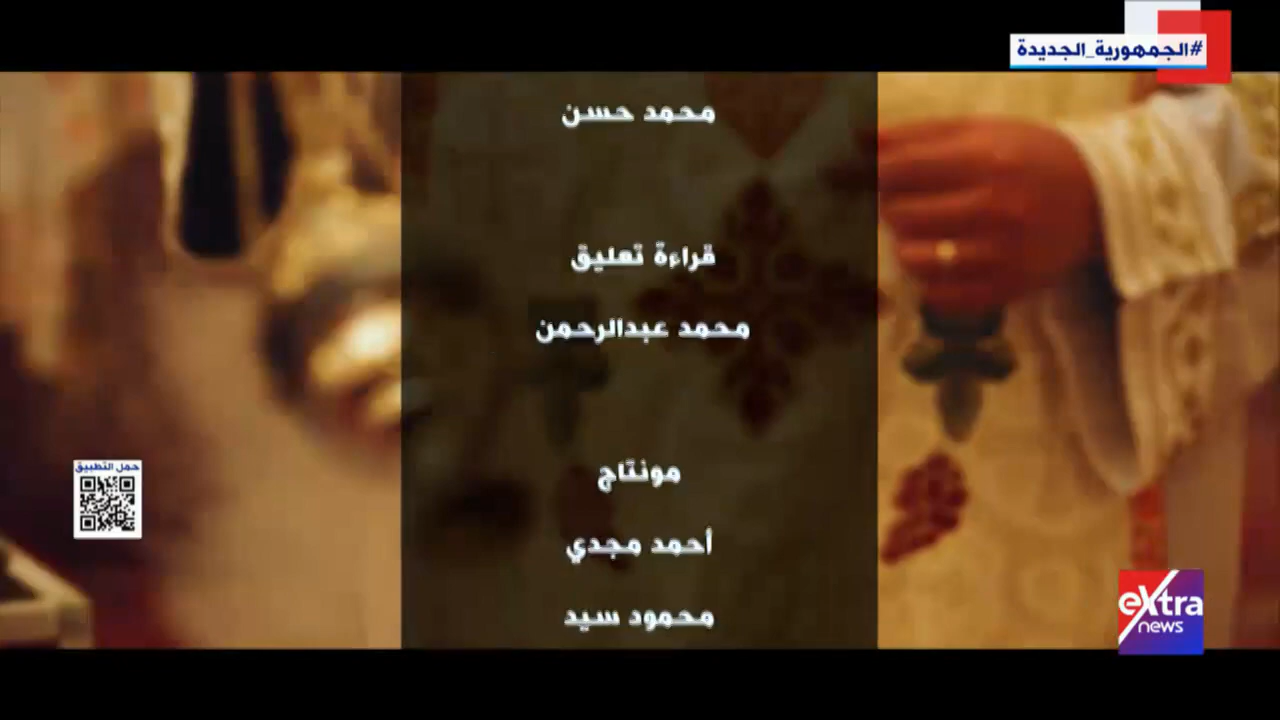 #الجمهورية_الجديدة
محمد حسن
قراءة تعليق
محمد عبدالرحمن
مونتاج
أحمد مجدي
محمود سيد
حمل التطبيق
eXtra
news